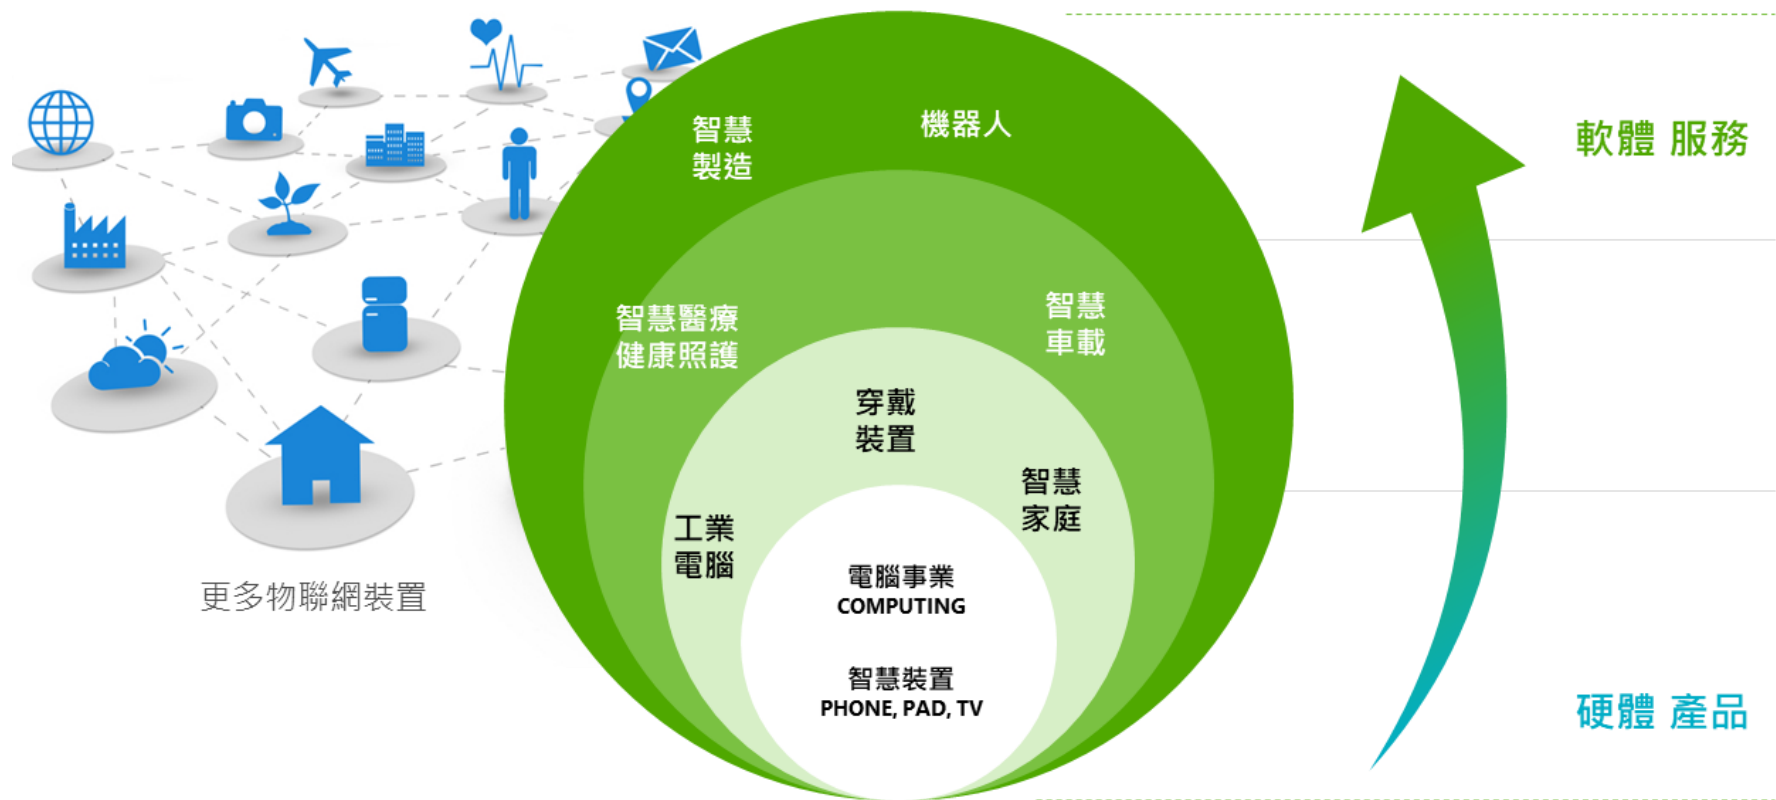 智慧
製造
機器人
軟體 服務
智慧醫療
健康照護
智慧
車載
穿戴
裝置
智慧
家庭
工業
電腦
電腦事業
COMPUTING
智慧裝置
PHONE, PAD, TV
更多物聯網裝置
硬體 產品